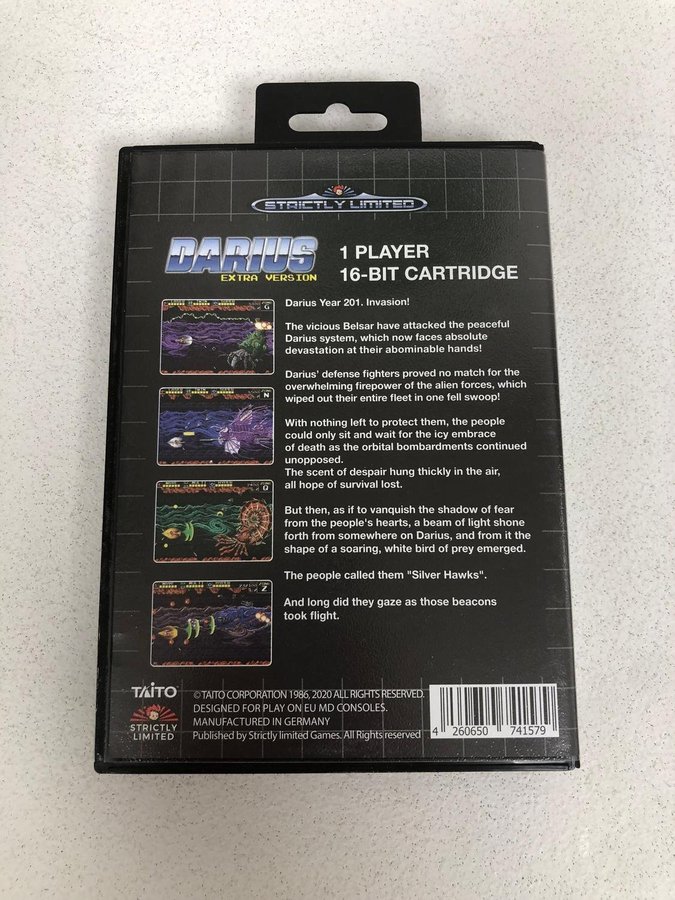 STRICTLY LIMITED
DARIUS
EXTRA VERSION
1 PLAYER
16-BIT CARTRIDGE
Darius Year 201. Invasion!
The vicious Belsar have attacked the peaceful
Darius system, which now faces absolute
devastation at their abominable hands!
Darius' defense fighters proved no match for the
overwhelming firepower of the alien forces, which
wiped out their entire fleet in one fell swoop!
With nothing left to protect them, the people
could only sit and wait for the icy embrace
of death as the orbital bombardments continued
unopposed.
The scent of despair hung thickly in the air,
all hope of survival lost.
But then, as if to vanquish the shadow of fear
from the people's hearts, a beam of light shone
forth from somewhere on Darius, and from it the
shape of a soaring, white bird of prey emerged.
The people called them "Silver Hawks".
And long did they gaze as those beacons
took flight.
G
N
Z
TAITO
STRICTLY
LIMITED
© TAITO CORPORATION 1986, 2020 ALL RIGHTS RESERVED.
DESIGNED FOR PLAY ON EU MD CONSOLES.
MANUFACTURED IN GERMANY
Published by Strictly limited Games. All Rights reserved
4 260650 741579